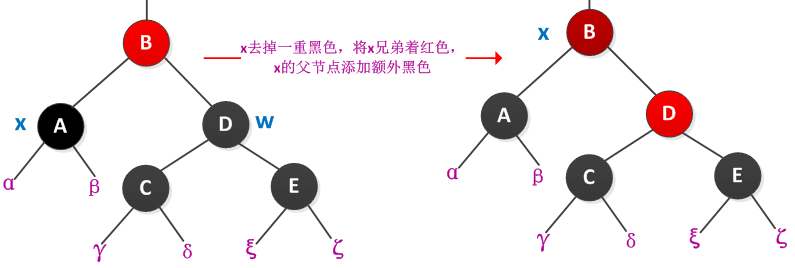 B
x去掉一重黑色，将x兄弟着红色，
x的父节点添加额外黑色
x B
x A D w
A D
α β C E
α β C E
γ δ ξ ζ
γ δ ξ ζ